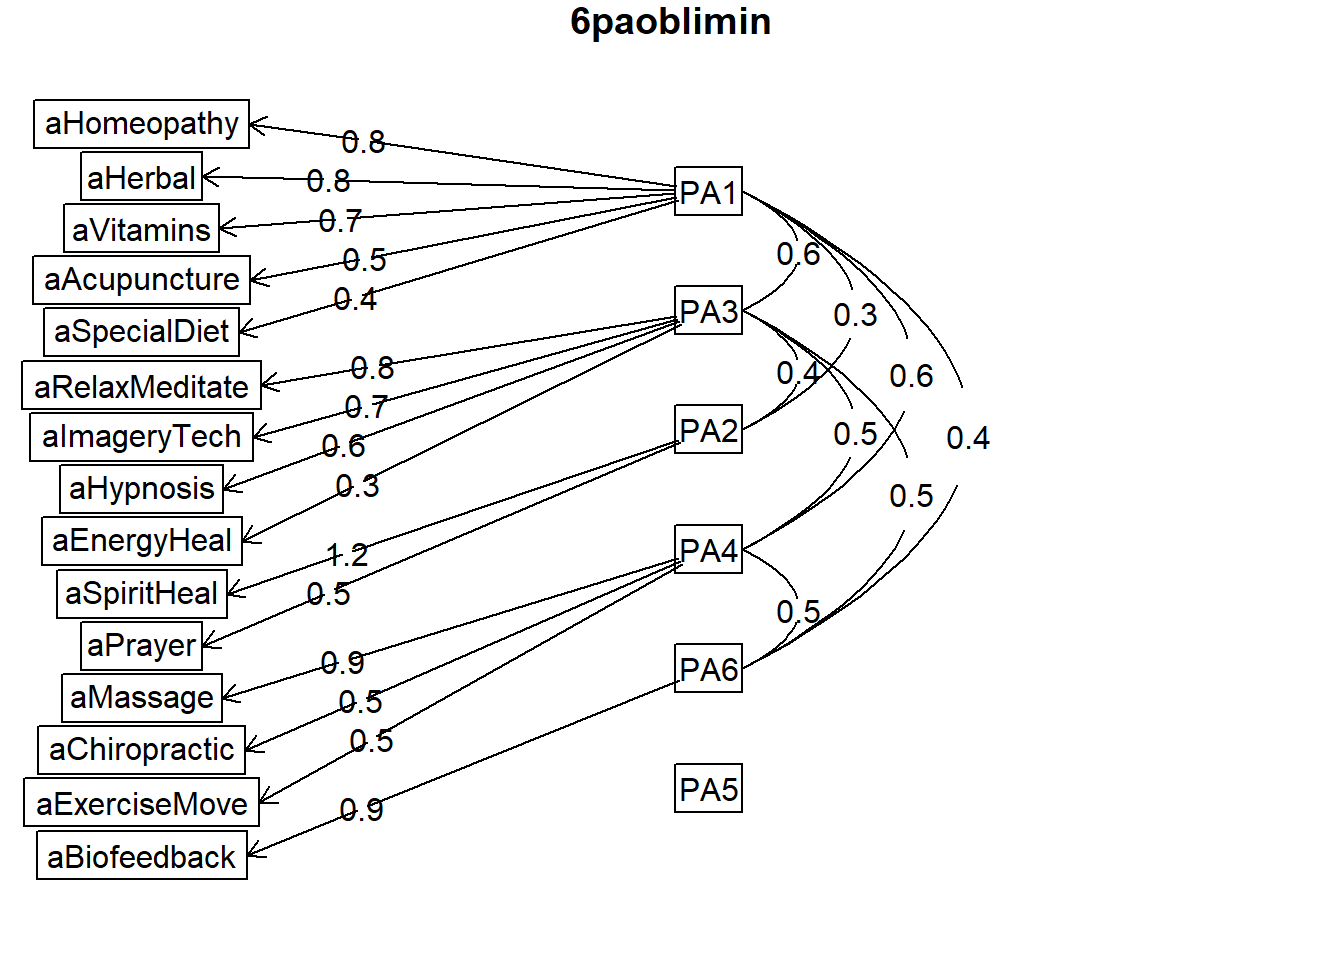 6paoblimin
aHomeopathy
aHerbal
aVitamins
aAcupuncture
aSpecialDiet
aRelaxMeditate
aImageryTech
aHypnosis
aEnergyHeal
aSpiritHeal
aPrayer
aMassage
aChiropractic
aExerciseMove
aBiofeedback
0.8
0.8
0.7
0.5
0.4
0.8
0.7
0.6
0.3
1.2
0.5
0.9
0.5
0.5
0.9
PA1
PA3
PA2
PA4
PA6
PA5
0.6
0.3
0.4
0.6
0.5
0.4
0.5
0.5